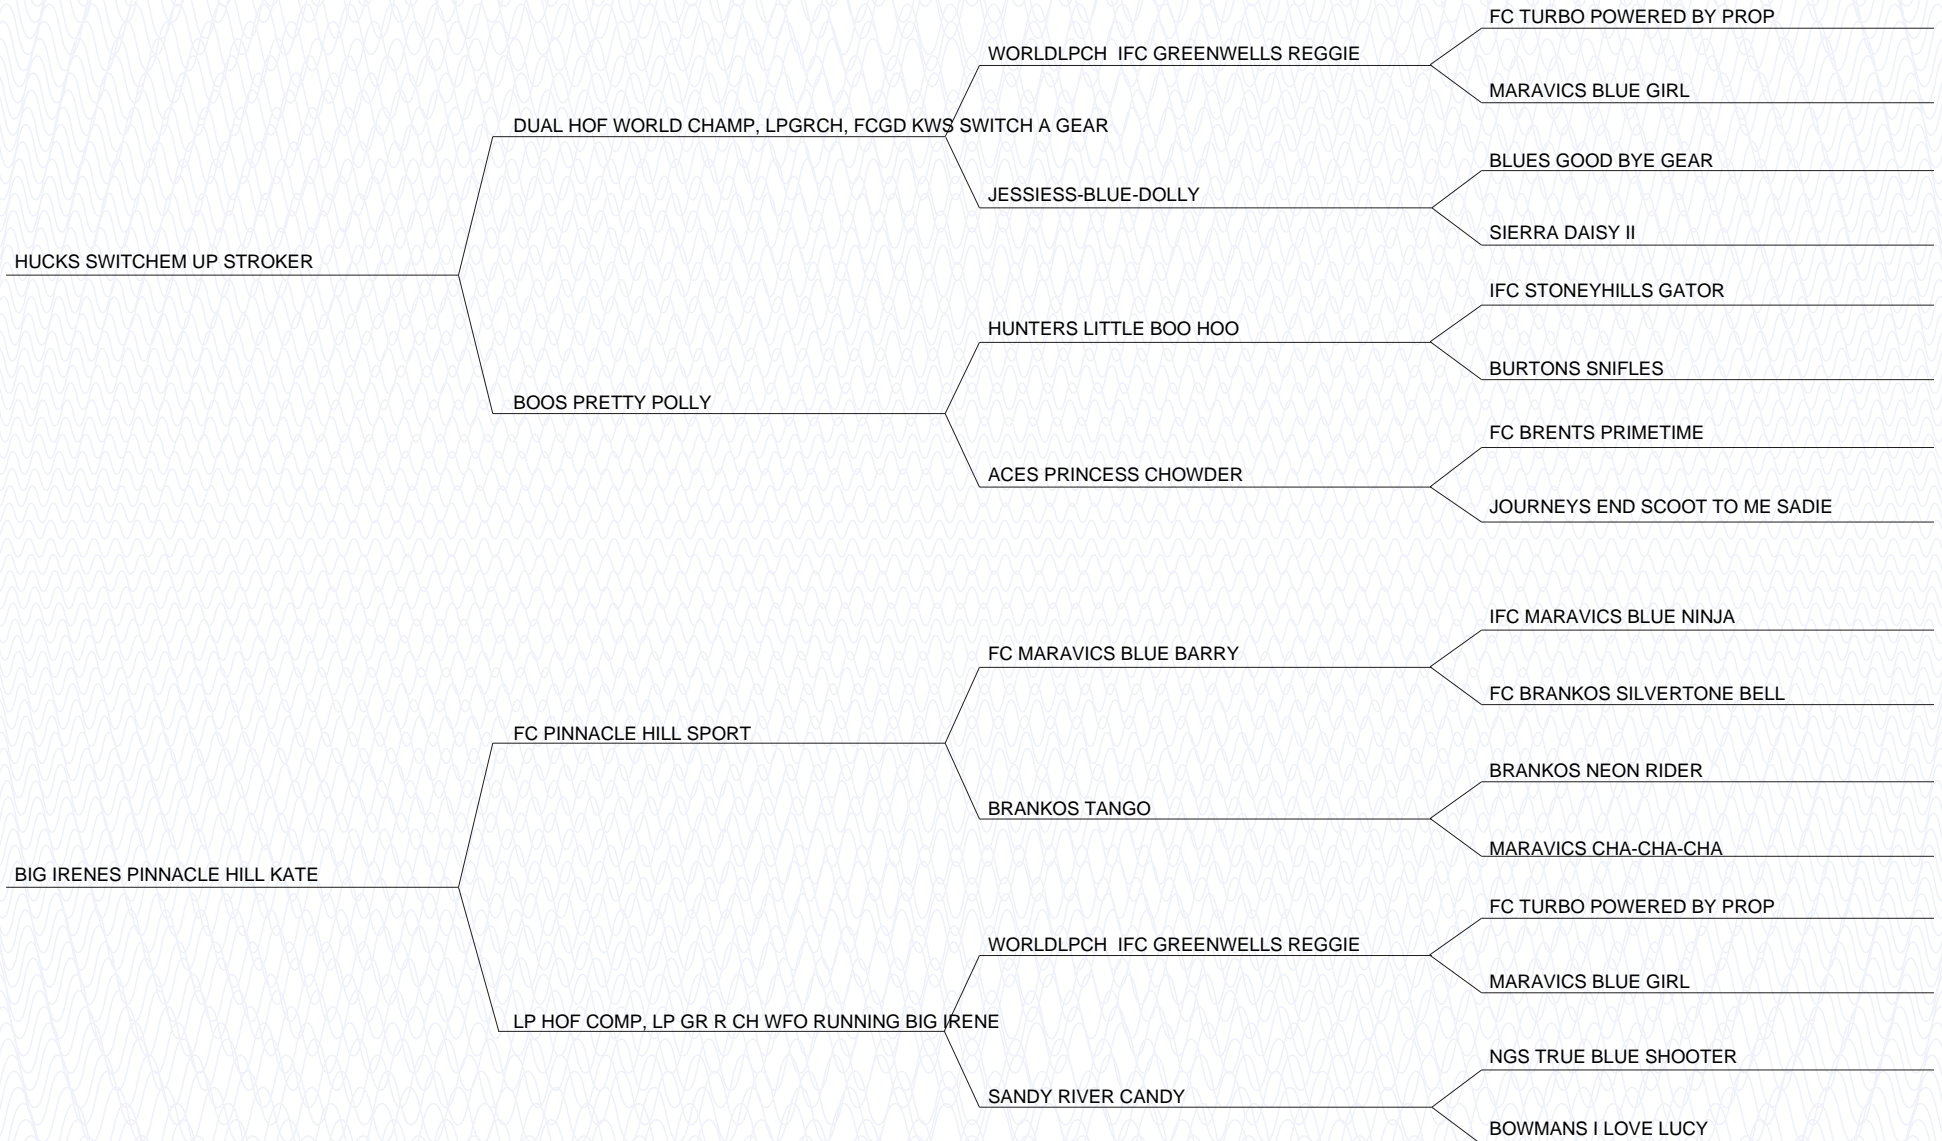 FC TURBO POWERED BY PROP
WORLDLPCH  IFC GREENWELLS REGGIE
MARAVICS BLUE GIRL
DUAL HOF WORLD CHAMP, LPGRCH, FCGD KWS SWITCH A GEAR
BLUES GOOD BYE GEAR
JESSIESS-BLUE-DOLLY
SIERRA DAISY II
HUCKS SWITCHEM UP STROKER
IFC STONEYHILLS GATOR
HUNTERS LITTLE BOO HOO
BURTONS SNIFLES
BOOS PRETTY POLLY
FC BRENTS PRIMETIME
ACES PRINCESS CHOWDER
JOURNEYS END SCOOT TO ME SADIE
IFC MARAVICS BLUE NINJA
FC MARAVICS BLUE BARRY
FC BRANKOS SILVERTONE BELL
FC PINNACLE HILL SPORT
BRANKOS NEON RIDER
BRANKOS TANGO
MARAVICS CHA-CHA-CHA
BIG IRENES PINNACLE HILL KATE
FC TURBO POWERED BY PROP
WORLDLPCH  IFC GREENWELLS REGGIE
MARAVICS BLUE GIRL
LP HOF COMP, LP GR R CH WFO RUNNING BIG IRENE
NGS TRUE BLUE SHOOTER
SANDY RIVER CANDY
BOWMANS I LOVE LUCY